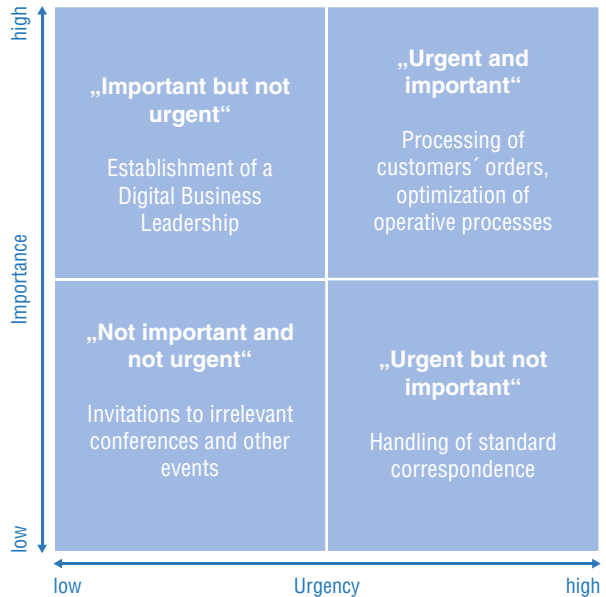 high
Importance
low
„Important but not
urgent“
Establishment of a
Digital Business
Leadership
„Urgent and
important“
Processing of
customers´ orders,
optimization of
operative processes
„Not important and
not urgent“
Invitations to irrelevant
conferences and other
events
„Urgent but not
important“
Handling of standard
correspondence
low
Urgency
high